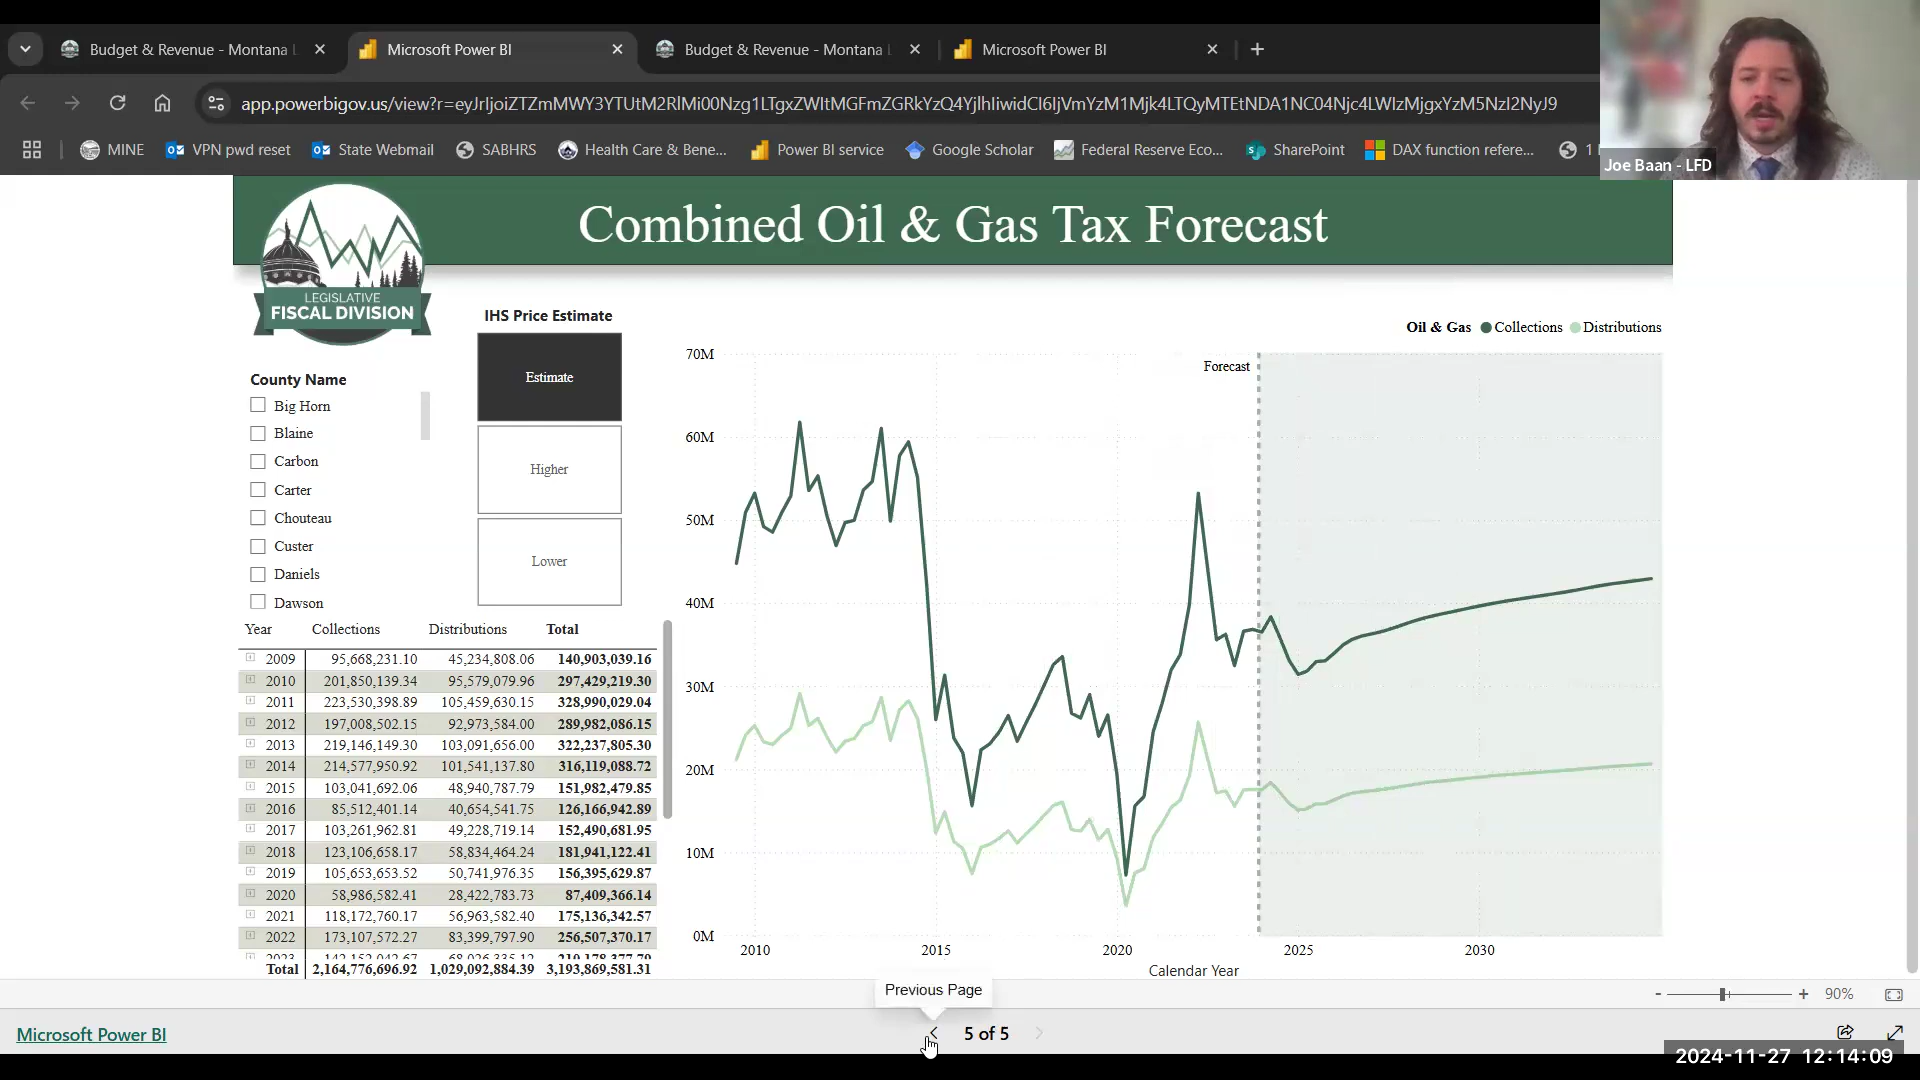 Budget & Revenue - Montana L
Microsoft Power BI
Budget & Revenue - Montana
Microsoft Power BI
app.powerbigov.us/view?r=eyJrIjoiZTZmMWY3YTUtM2RlMi00Nzg1LTgxZWItMGFmZGRkYzQ4YjlhIiwidCI6IjVmYzM1Mjk4LTQyMTEtNDA1NC04Njc4LWIzMjgxYzM5NzI2NyJ9
MINE
VPN pwd reset
State Webmail
SABHRS
Health Care & Bene...
Power BI service
Google Scholar
Federal Reserve Eco...
SharePoint
DAX function refere...
1
Joe Baan - LFD
Combined Oil & Gas Tax Forecast
LEGISLATIVE
FISCAL DIVISION
IHS Price Estimate
Estimate
Higher
Lower
County Name
Big Horn
Blaine
Carbon
Carter
Chouteau
Custer
Daniels
Dawson
Year Collections Distributions Total
2009 95,668,231.10 45,234,808.06 140,903,039.16
2010 201,850,139.34 95,579,079.96 297,429,219.30
2011 223,530,398.89 105,459,630.15 328,990,029.04
2012 197,008,502.15 92,973,584.00 289,982,086.15
2013 219,146,149.30 103,091,656.00 322,237,805.30
2014 214,577,950.92 101,541,137.80 316,119,088.72
2015 103,041,692.06 48,940,787.79 151,982,479.85
2016 85,512,401.14 40,654,541.75 126,166,942.89
2017 103,261,962.81 49,228,719.14 152,490,681.95
2018 123,106,658.17 58,834,464.24 181,941,122.41
2019 105,653,653.52 50,741,976.35 156,395,629.87
2020 58,986,582.41 28,422,783.73 87,409,366.14
2021 118,172,760.17 56,963,582.40 175,136,342.57
2022 173,107,572.27 83,399,797.90 256,507,370.17
Total 2,164,776,696.92 1,029,092,884.39 3,193,869,581.31
Oil & Gas Collections Distributions
Forecast
70M
60M
50M
40M
30M
20M
10M
0M
2010 2015 2020 2025 2030
Calendar Year
Previous Page
- + 90%
Microsoft Power BI
5 of 5
2024-11-27 12:14:09